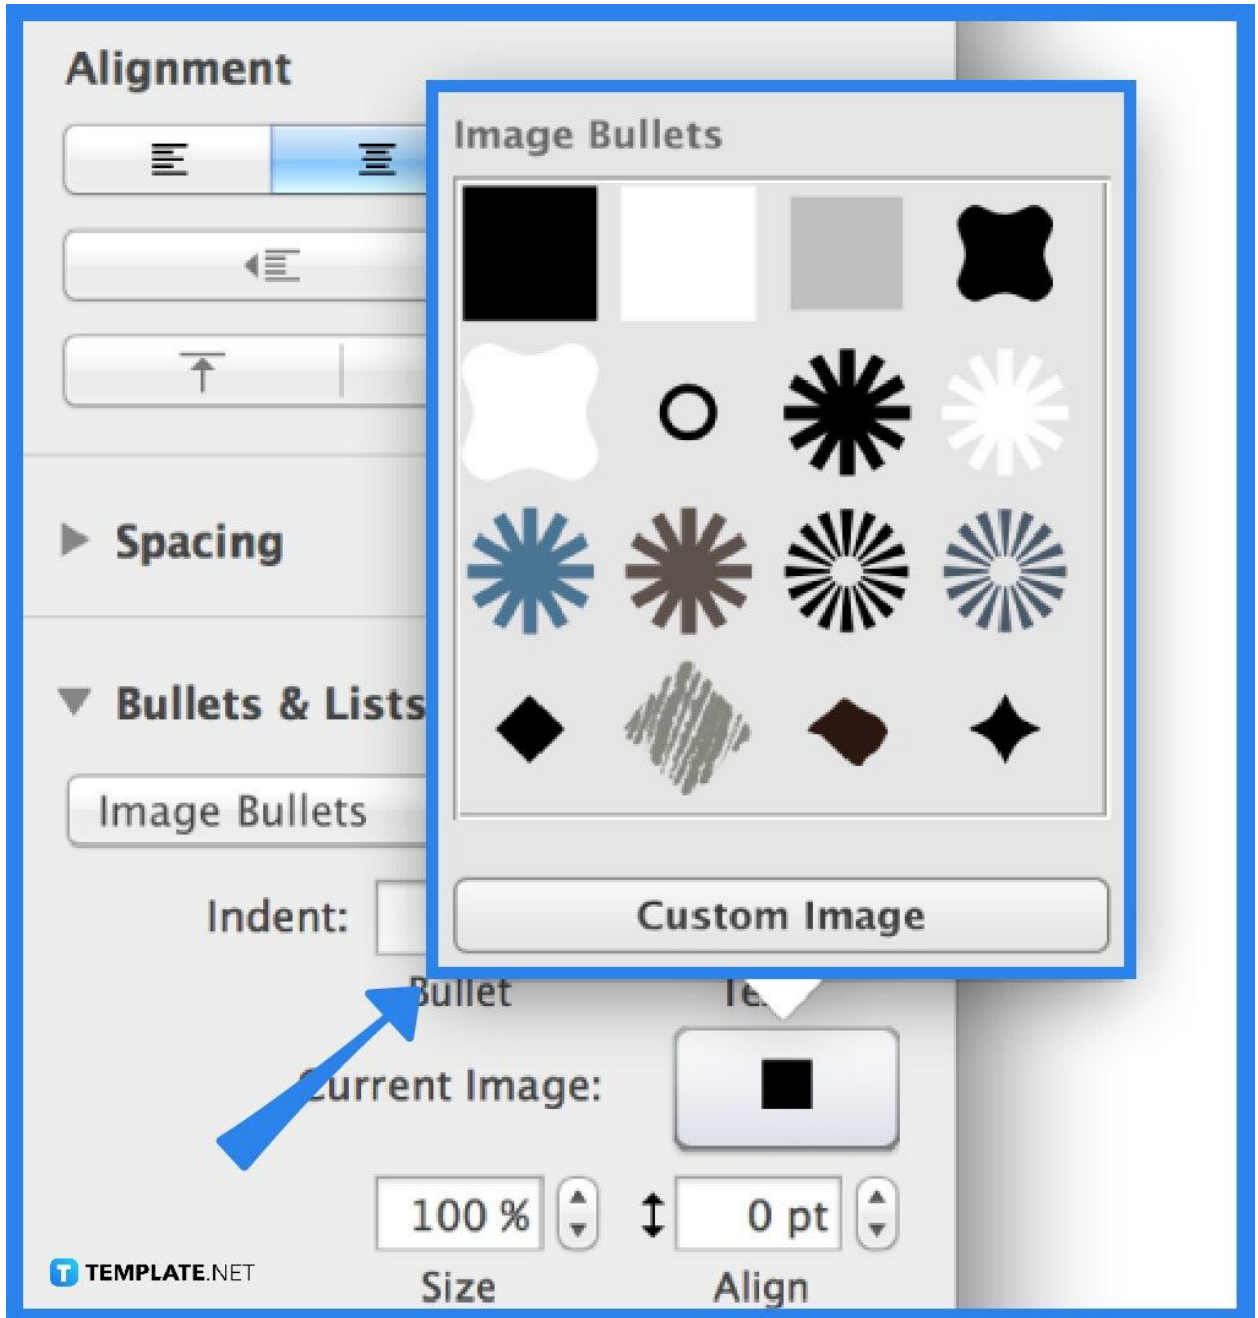 Alignment
Image Bullets
Spacing
Bullets & Lists
Image Bullets
Indent:
Custom Image
Bullet
Current Image:
100 %
0 pt
Size
Align
T TEMPLATE.NET